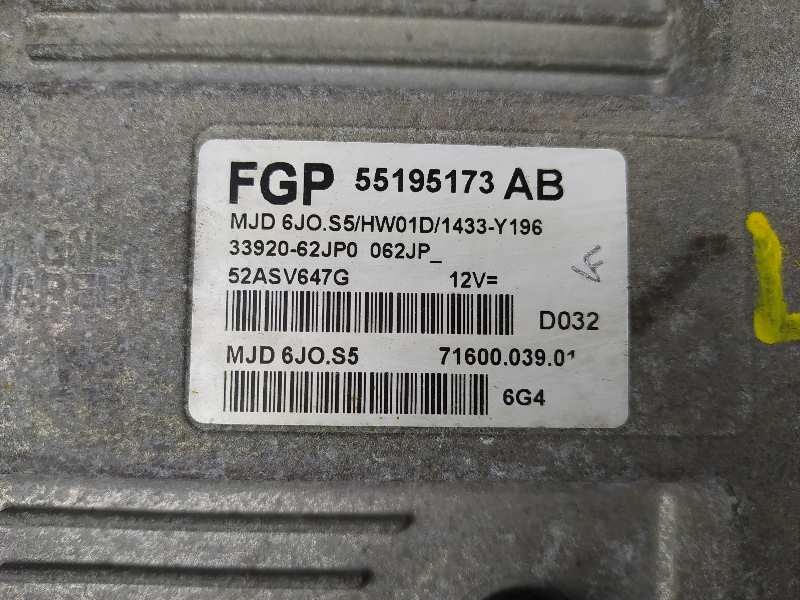 FGP 55195173 AB
MJD 6JO.S5/HW01D/1433-Y196
33920-62JP0 062JP_
52ASV647G 12V=
D032
MJD 6JO.S5 71600.039.01
6G4